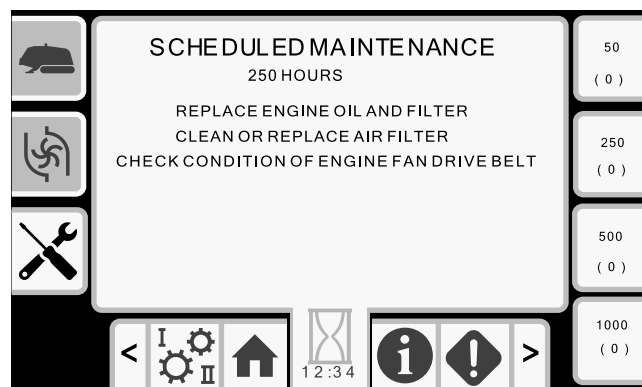 SCHEDULED MAINTENANCE
250 HOURS
REPLACE ENGINE OIL AND FILTER
CLEAN OR REPLACE AIR FILTER
CHECK CONDITION OF ENGINE FAN DRIVE BELT
50
(0)
250
(0)
500
(0)
1000
(0)
<
I
II
12:34
i
!
>